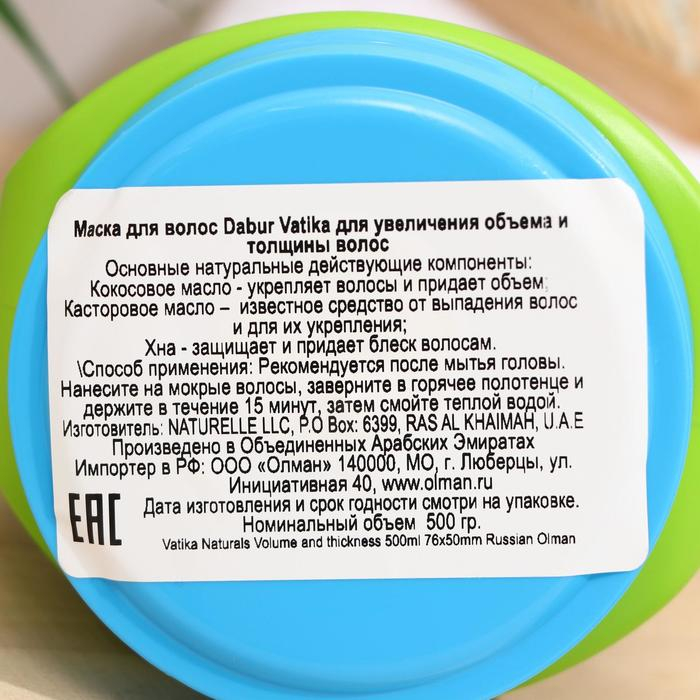 Маска для волос Dabur Vatika для увеличения объема и
толщины волос
Основные натуральные действующие компоненты:
Кокосовое масло - укрепляет волосы и придает объем;
Касторовое масло – известное средство от выпадения волос
и для их укрепления;
Хна - защищает и придает блеск волосам.
\Способ применения: Рекомендуется после мытья головы.
Нанесите на мокрые волосы, заверните в горячее полотенце и
держите в течение 15 минут, затем смойте теплой водой.
Изготовитель: NATURELLE LLC, P.O Box: 6399, RAS AL KHAIMAH, U.A.E
Произведено в Объединенных Арабских Эмиратах
Импортер в РФ: ООО «Олман» 140000, МО, г. Люберцы, ул.
Инициативная 40, www.olman.ru
Дата изготовления и срок годности смотри на упаковке.
EAC
Номинальный объем 500 гр.
Vatika Naturals Volume and thickness 500ml 76x50mm Russian Olman